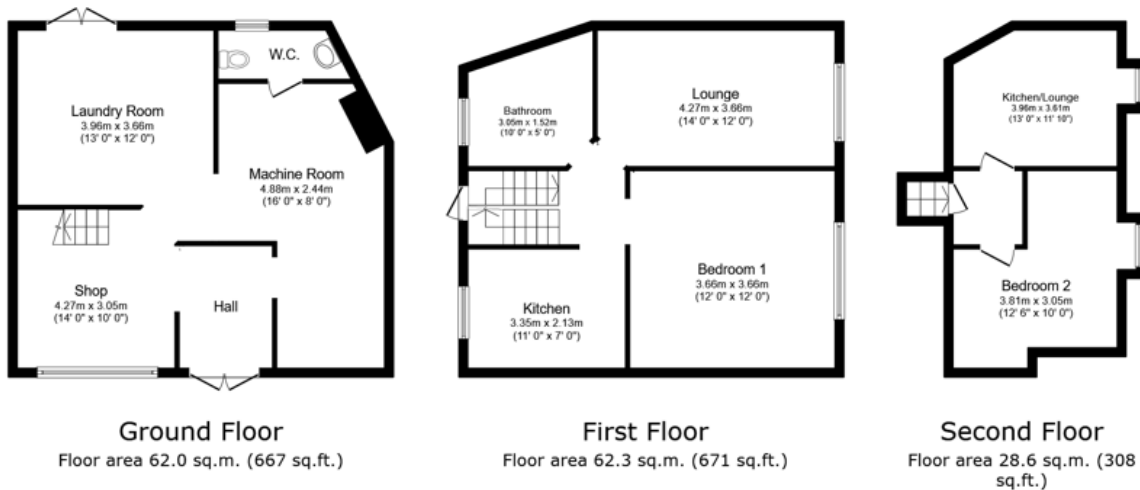 W.C.
Laundry Room
3.96m x 3.66m
(13' 0" x 12' 0")
Machine Room
4.88m x 2.44m
(16' 0" x 8' 0")
Shop
4.27m x 3.05m
(14' 0" x 10' 0")
Hall
Ground Floor
Floor area 62.0 sq.m. (667 sq.ft.)
Bathroom
3.05m x 1.52m
(10' 0" x 5' 0")
Lounge
4.27m x 3.66m
(14' 0" x 12' 0")
Bedroom 1
3.66m x 3.66m
(12' 0" x 12' 0")
Kitchen
3.35m x 2.13m
(11' 0" x 7' 0")
First Floor
Floor area 62.3 sq.m. (671 sq.ft.)
Kitchen/Lounge
3.96m x 3.61m
(13' 0" x 11' 10")
Bedroom 2
3.81m x 3.05m
(12' 6" x 10' 0")
Second Floor
Floor area 28.6 sq.m. (308
sq.ft.)